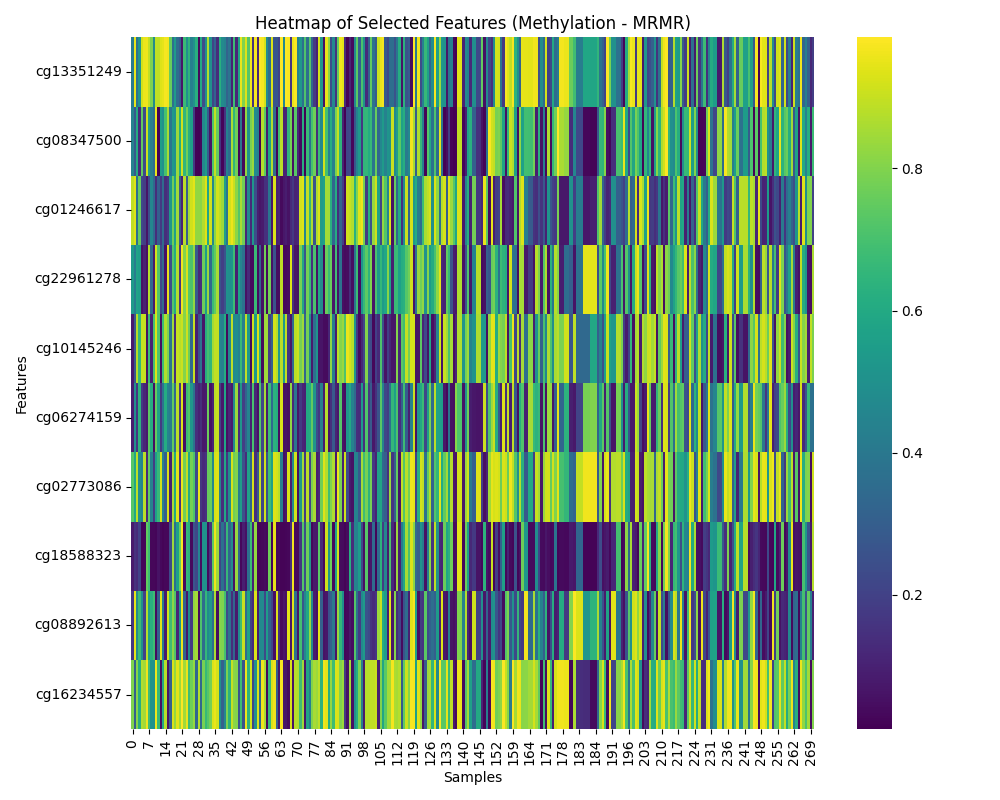 Heatmap of Selected Features (Methylation - MRMR)
cg13351249
cg08347500
cg01246617
cg22961278
cg10145246
cg06274159
cg02773086
cg18588323
cg08892613
cg16234557
Features
0 7 14 21 28 35 42 49 56 63 70 77 84 91 98 105 112 119 126 133 140 145 152 159 164 171 178 183 184 191 196 203 210 217 224 231 236 241 248 255 262 269
Samples
0.8
0.6
0.4
0.2